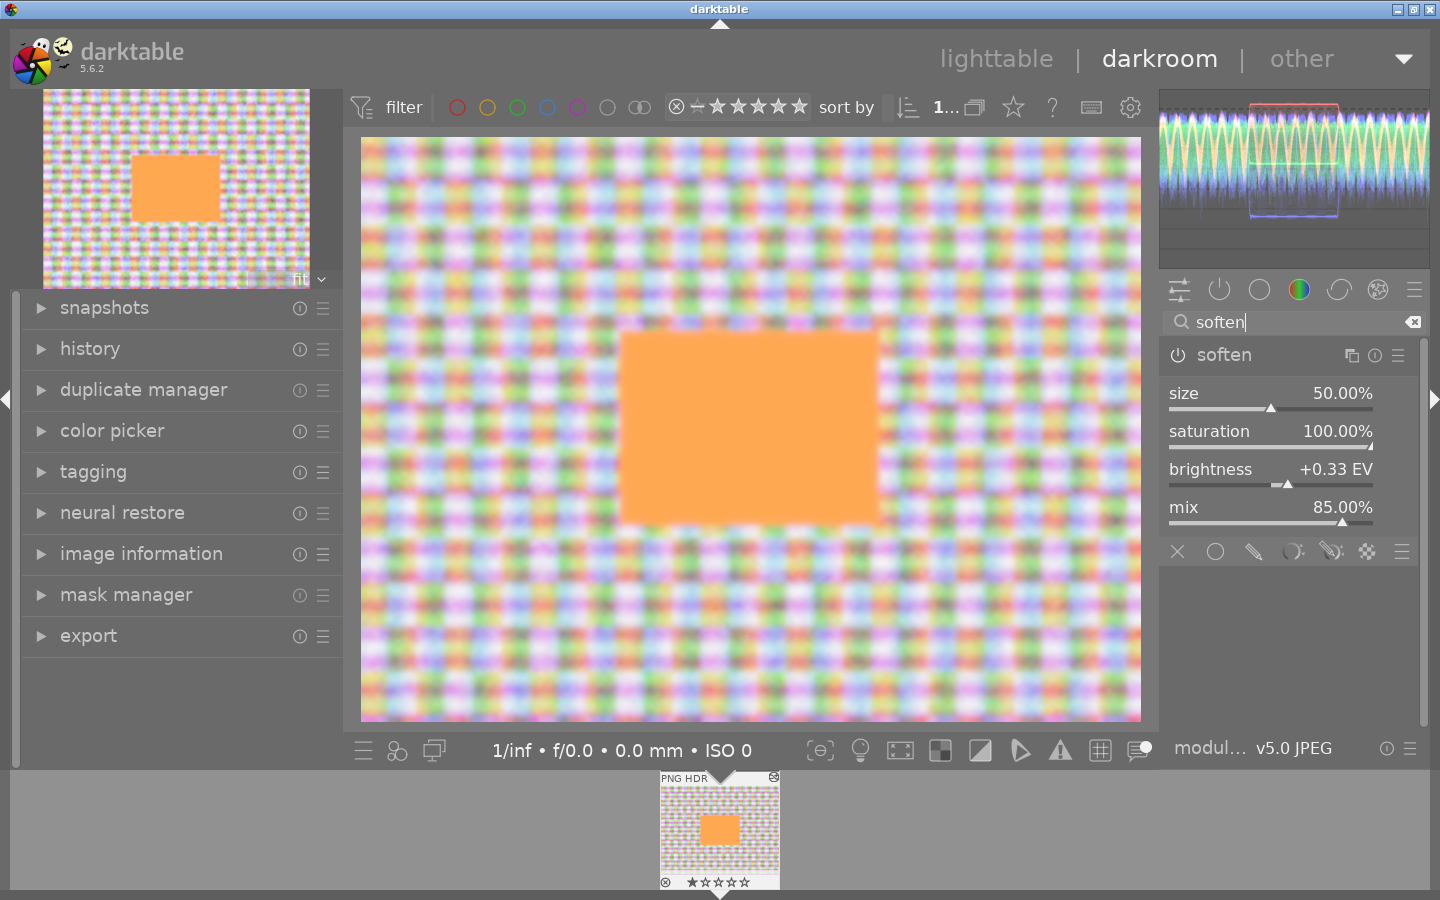 darktable
darktable
5.6.2
lighttable | darkroom | other
filter
sort by
1...
fit
snapshots
history
duplicate manager
color picker
tagging
neural restore
image information
mask manager
export
soften
soften
size 50.00%
saturation 100.00%
brightness +0.33 EV
mix 85.00%
1/inf • f/0.0 • 0.0 mm • ISO 0
modul... v5.0 JPEG
PNG HDR